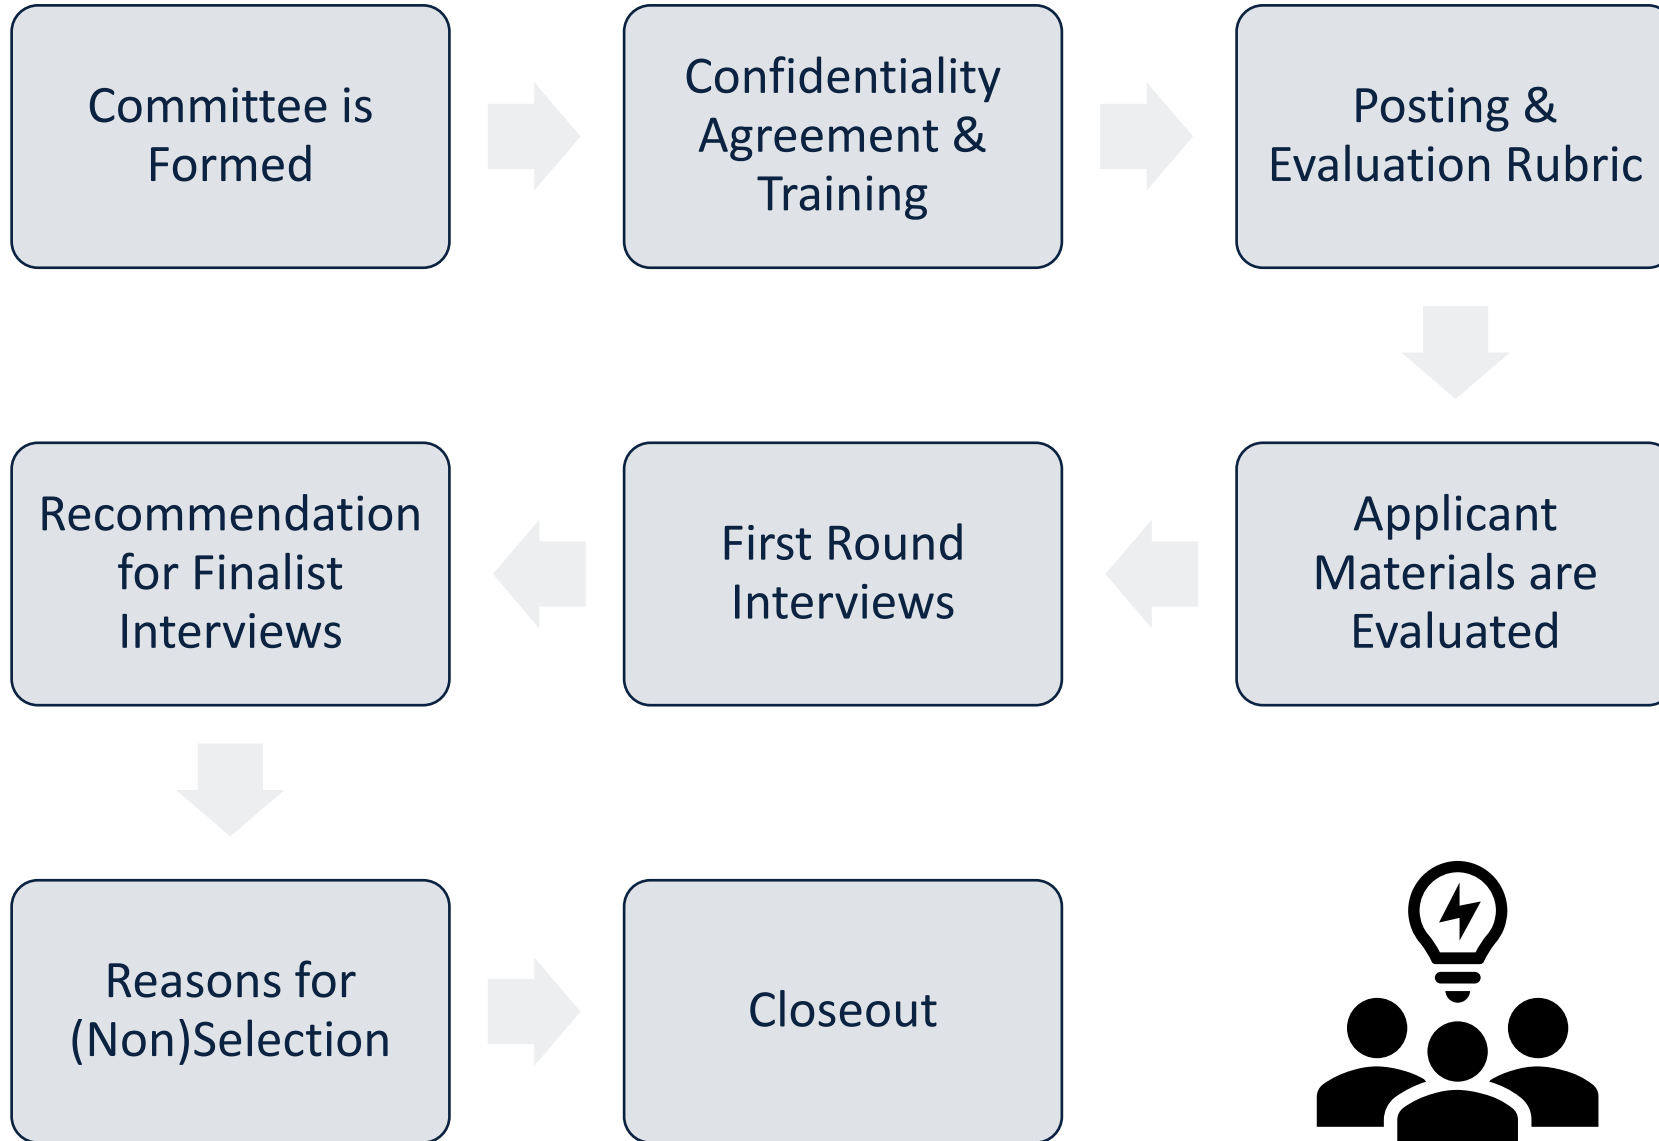 Committee is
Formed
Confidentiality
Agreement &
Training
Posting &
Evaluation Rubric
Applicant
Materials are
Evaluated
First Round
Interviews
Recommendation
for Finalist
Interviews
Reasons for
(Non)Selection
Closeout